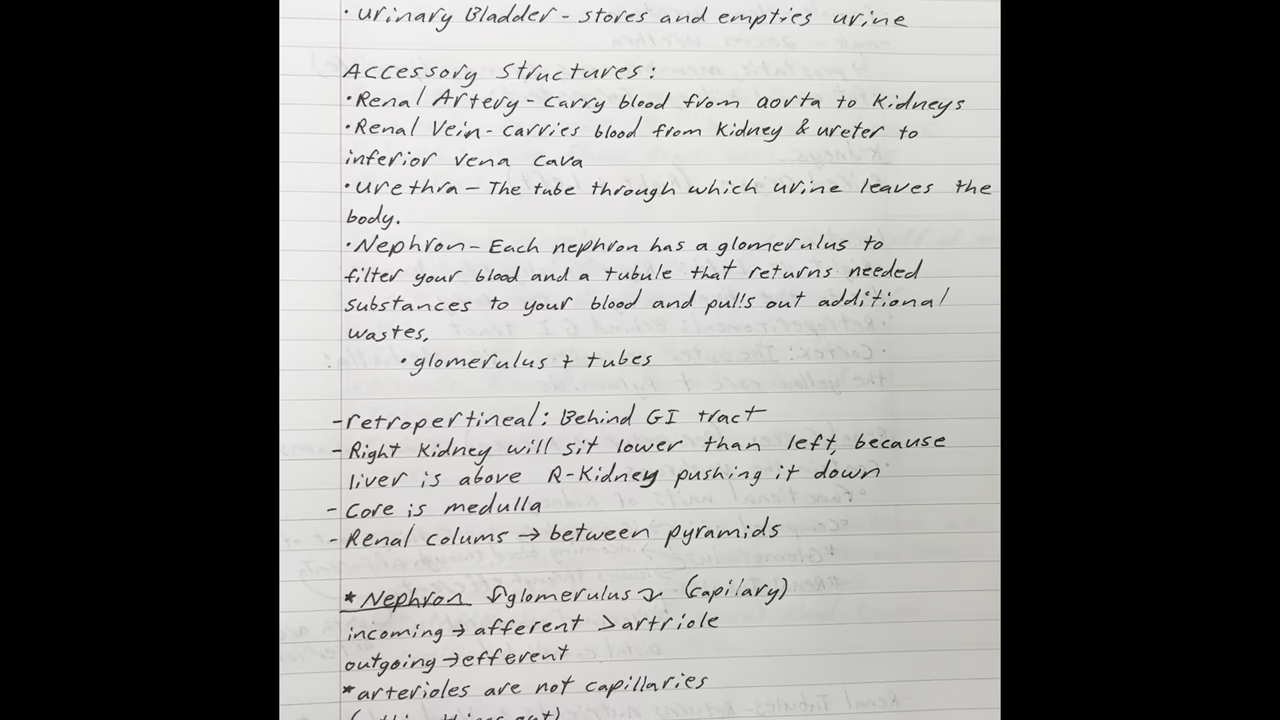 · Urinary Bladder - stores and empties urine
Accessory Structures:
· Renal Artery - Carry blood from aorta to Kidneys
· Renal Vein - carries blood from Kidney & ureter to
inferior vena cava
· Urethra - The tube through which urine leaves the
body.
· Nephron - Each nephron has a glomerulus to
filter your blood and a tubule that returns needed
substances to your blood and pulls out additional
wastes.
· glomerulus + tubes
- retropertineal: Behind GI tract
- Right Kidney will sit lower than left, because
liver is above R-Kidney pushing it down
- Core is medulla
- Renal colums → between pyramids
* Nephron ↓glomerulus↘ (capilary)
incoming → afferent > artriole
outgoing → efferent
* arterioles are not capillaries